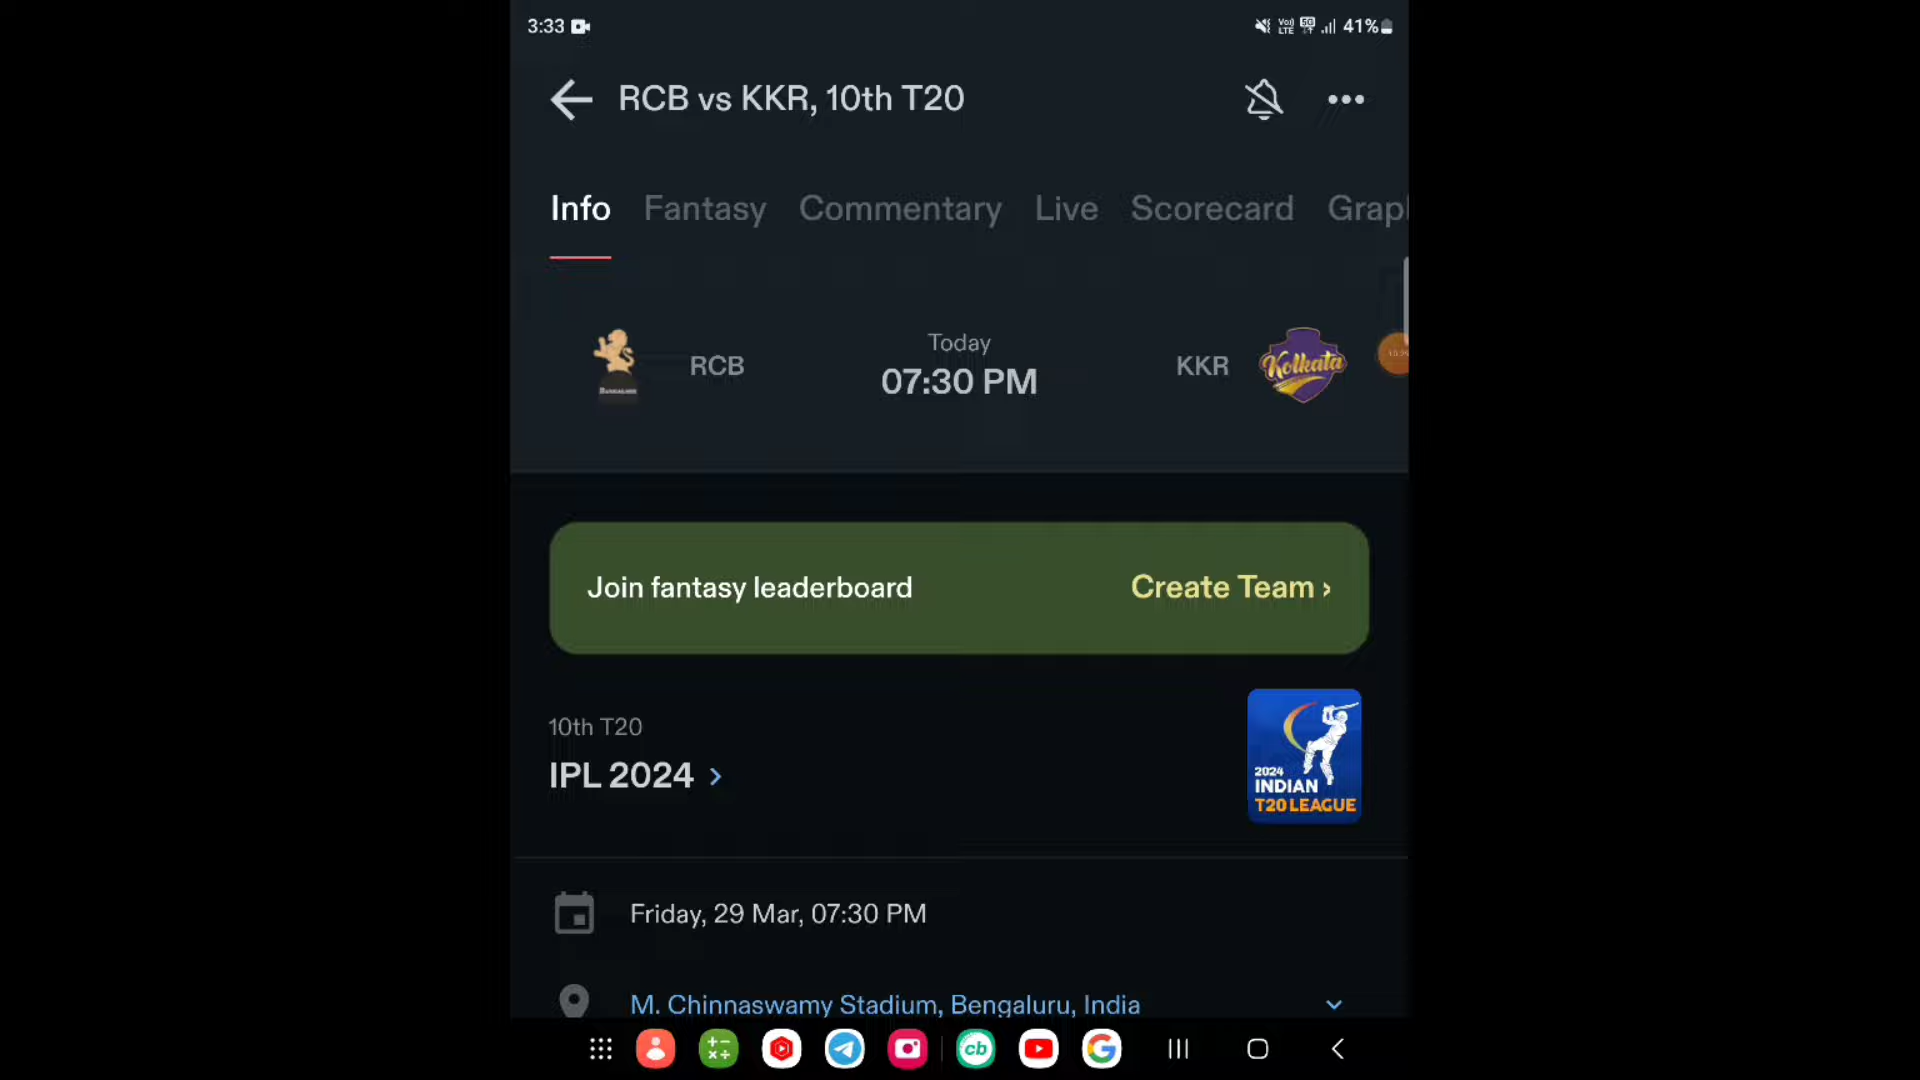 3:33 41%
RCB vs KKR, 10th T20
Info Fantasy Commentary Live Scorecard Grap
RCB Today KKR Kolkata
07:30 PM
Join fantasy leaderboard Create Team ›
10th T20
IPL 2024 ›
2024
INDIAN
T20 LEAGUE
Friday, 29 Mar, 07:30 PM
M. Chinnaswamy Stadium, Bengaluru, India
cb